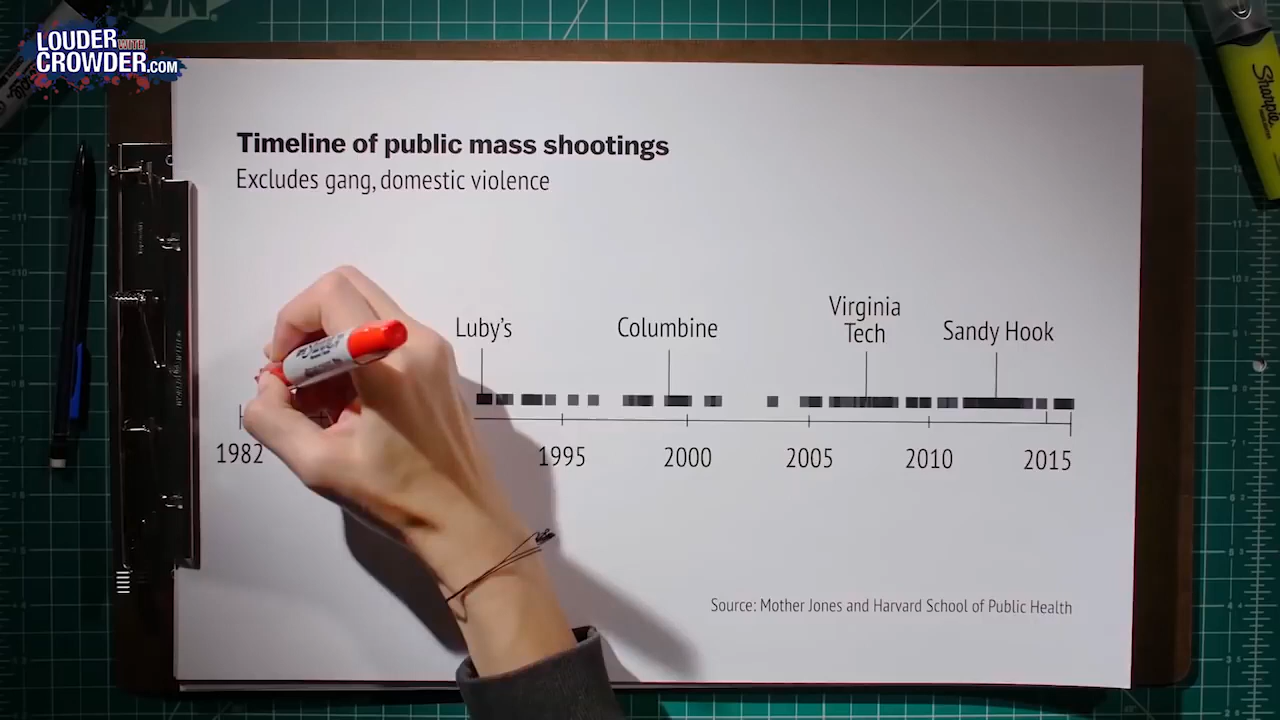 LOUDER WITH
CROWDER.COM
Timeline of public mass shootings
Excludes gang, domestic violence
Luby's
Columbine
Virginia
Tech
Sandy Hook
1982
1995
2000
2005
2010
2015
Source: Mother Jones and Harvard School of Public Health
Sharpie